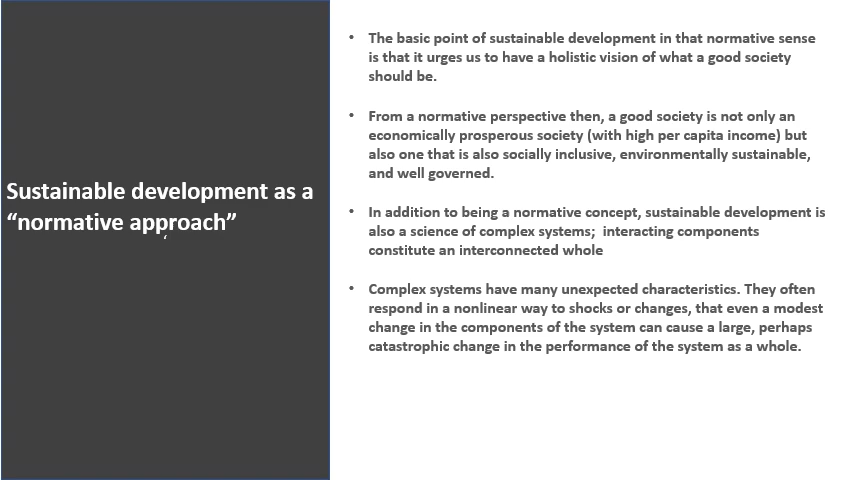 Sustainable development as a
“normative approach”
‘
• The basic point of sustainable development in that normative sense
is that it urges us to have a holistic vision of what a good society
should be.
• From a normative perspective then, a good society is not only an
economically prosperous society (with high per capita income) but
also one that is also socially inclusive, environmentally sustainable,
and well governed.
• In addition to being a normative concept, sustainable development is
also a science of complex systems;  interacting components
constitute an interconnected whole
• Complex systems have many unexpected characteristics. They often
respond in a nonlinear way to shocks or changes, that even a modest
change in the components of the system can cause a large, perhaps
catastrophic change in the performance of the system as a whole.